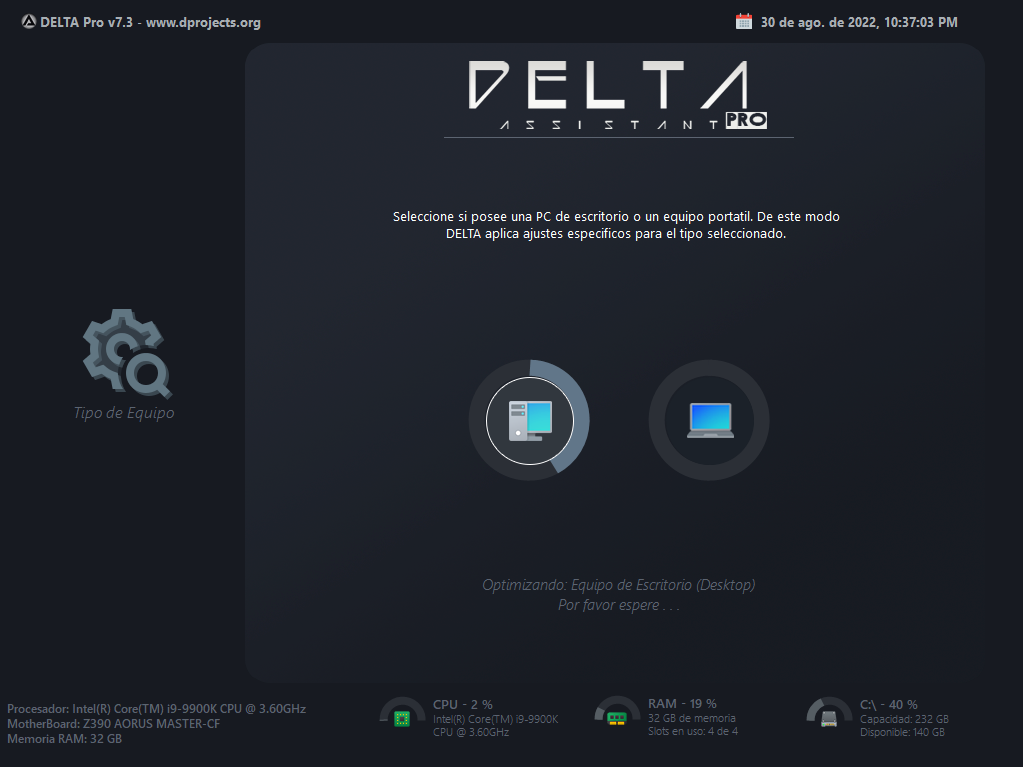 DELTA Pro v7.3 - www.dprojects.org
30 de ago. de 2022, 10:37:03 PM
DELTA
ASSISTANT PRO
Seleccione si posee una PC de escritorio o un equipo portatil. De este modo
DELTA aplica ajustes especificos para el tipo seleccionado.
Tipo de Equipo
Optimizando: Equipo de Escritorio (Desktop)
Por favor espere . . .
Procesador: Intel(R) Core(TM) i9-9900K CPU @ 3.60GHz
MotherBoard: Z390 AORUS MASTER-CF
Memoria RAM: 32 GB
CPU - 2 %
Intel(R) Core(TM) i9-9900K
CPU @ 3.60GHz
RAM - 19 %
32 GB de memoria
Slots en uso: 4 de 4
C:\ - 40 %
Capacidad: 232 GB
Disponible: 140 GB